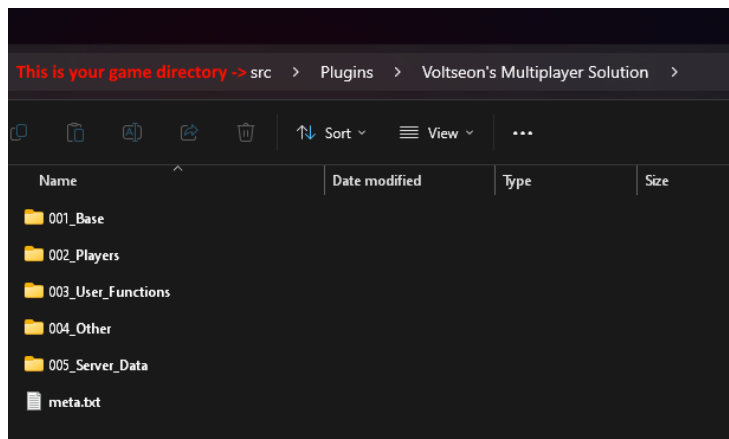 This is your game directory -> src > Plugins > Voltseon's Multiplayer Solution >
Sort View ...
Name Date modified Type Size
001_Base
002_Players
003_User_Functions
004_Other
005_Server_Data
meta.txt